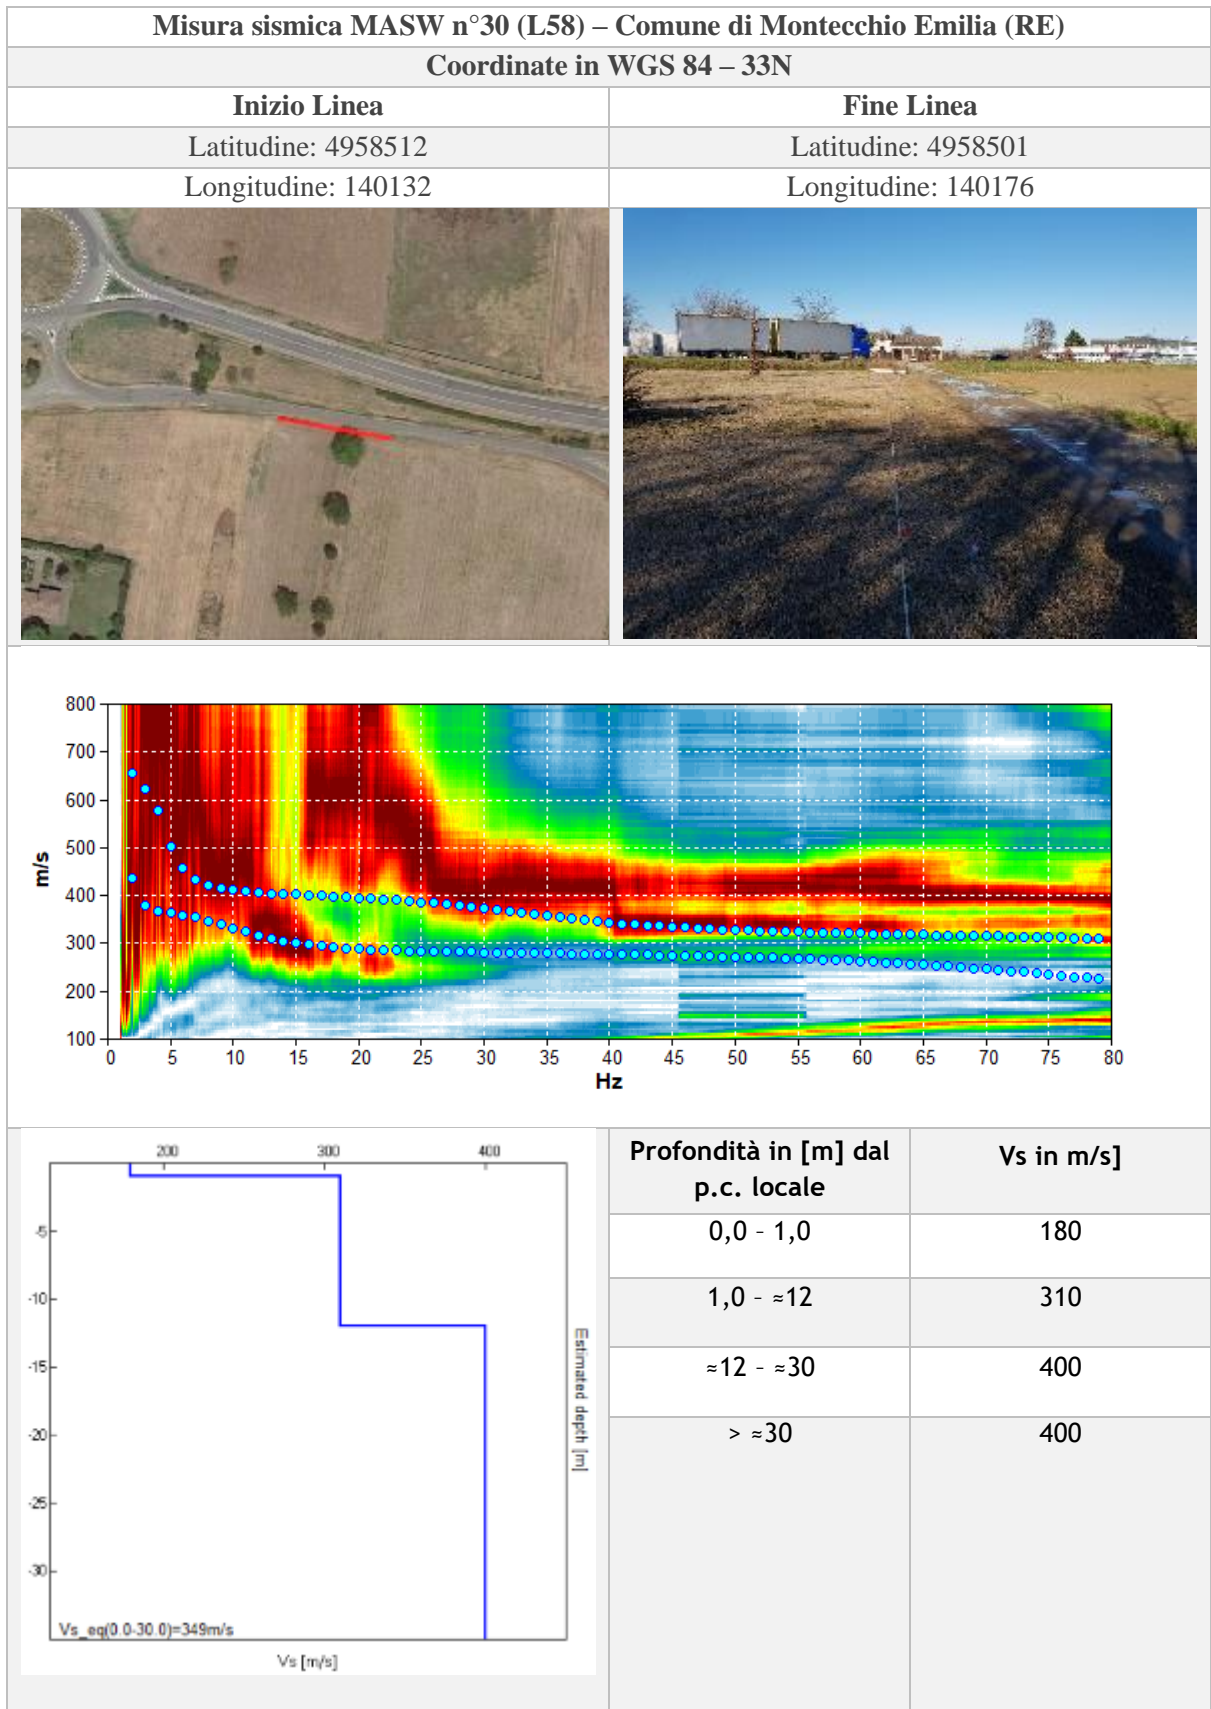 Misura sismica MASW n°30 (L58) – Comune di Montecchio Emilia (RE)
Coordinate in WGS 84 – 33N
Inizio Linea
Fine Linea
Latitudine: 4958512
Latitudine: 4958501
Longitudine: 140132
Longitudine: 140176
800
700
600
500
400
300
200
100
m/s
0 5 10 15 20 25 30 35 40 45 50 55 60 65 70 75 80
Hz
200 300 400
-5
-10
-15
-20
-25
-30
Estimated depth [m]
Vs_eq(0.0-30.0)=349m/s
Vs [m/s]
Profondità in [m] dal
p.c. locale
Vs in m/s]
0,0 – 1,0
180
1,0 – ≈12
310
≈12 – ≈30
400
> ≈30
400